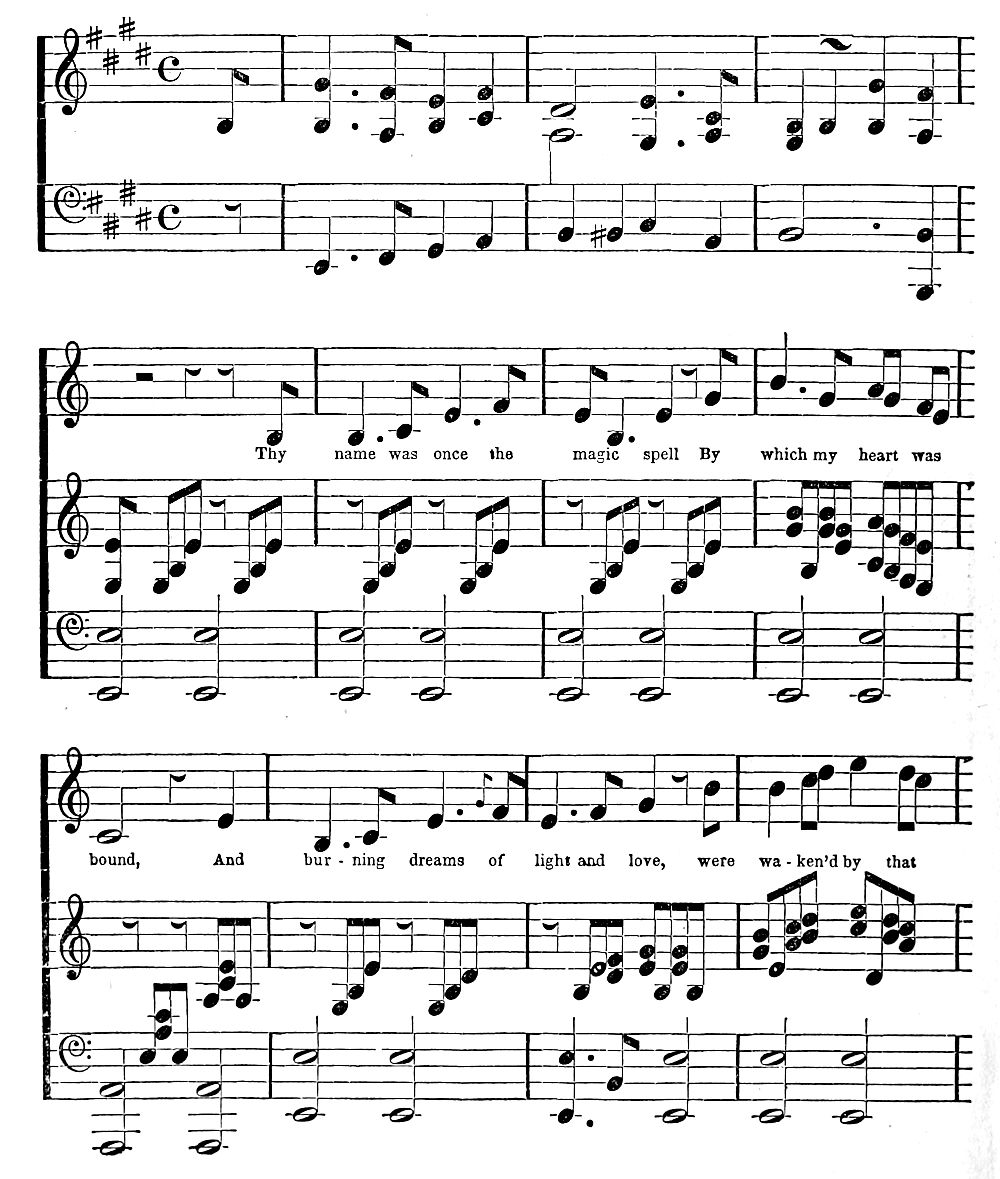 Thy name was once the magic spell By which my heart was
bound, And bur - ning dreams of light and love, were wa - ken'd by that